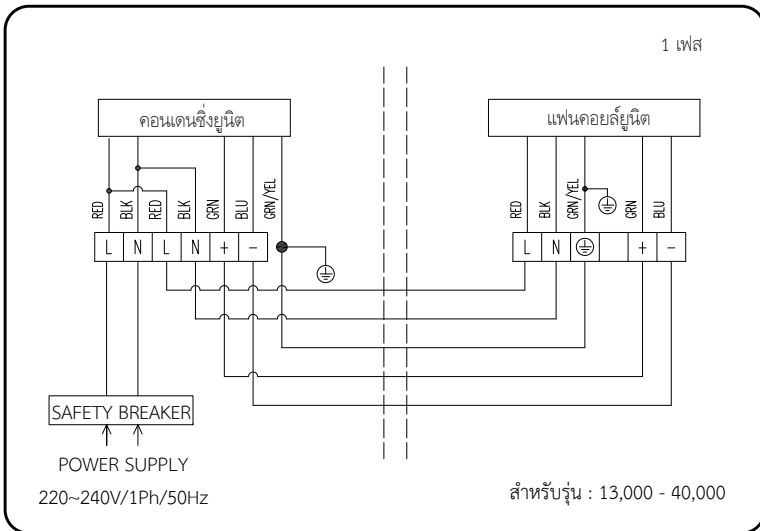 1 เฟส
คอนเดนซิ่งยูนิต
แฟนคอยล์ยูนิต
RED BLK RED BLK GRN BLU GRN/YEL
RED BLK GRN/YEL GRN BLU
L N L N + -
L N + -
SAFETY BREAKER
POWER SUPPLY
220~240V/1Ph/50Hz
สำหรับรุ่น : 13,000 - 40,000